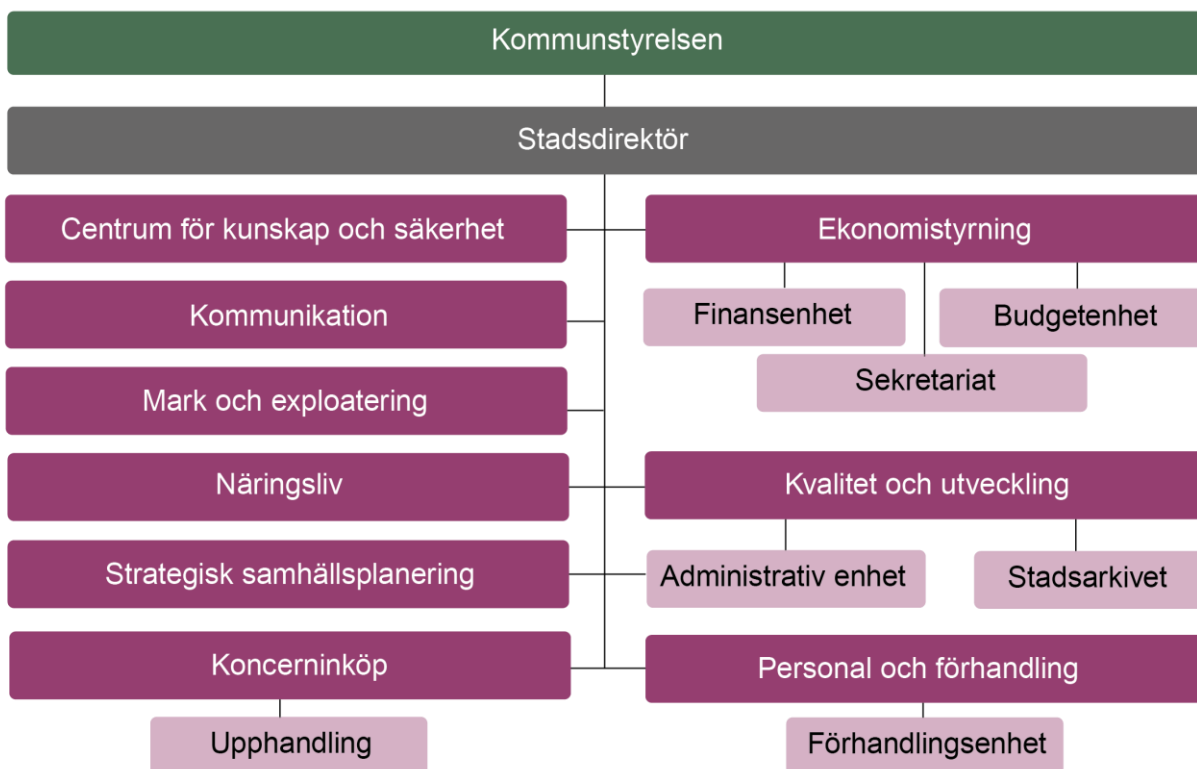 Kommunstyrelsen
Stadsdirektör
Centrum för kunskap och säkerhet
Ekonomistyrning
Kommunikation
Finansenhet
Budgetenhet
Sekretariat
Mark och exploatering
Näringsliv
Kvalitet och utveckling
Strategisk samhällsplanering
Administrativ enhet
Stadsarkivet
Koncerninköp
Personal och förhandling
Upphandling
Förhandlingsenhet